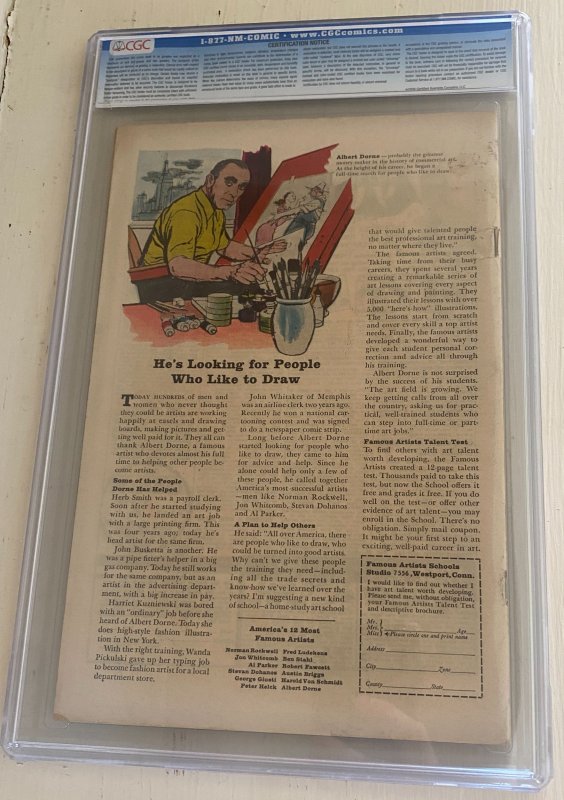 CGC
1-877-NM-COMIC • www.CGCcomics.com
CERTIFICATION NOTICE
Albert Dorne — probably the greatest
money-maker in the history of commercial art.
At the height of his career, he began a
full-time search for people who like to draw.
He's Looking for People
Who Like to Draw
TODAY HUNDREDS of men and
women who never thought
they could be artists are working
happily at easels and drawing
boards, making pictures and get-
ting well paid for it. They all can
thank Albert Dorne, a famous
artist who devotes almost his full
time to helping other people be-
come artists.
Some of the People
Dorne Has Helped
Herb Smith was a payroll clerk.
Soon after he started studying
with us, he landed an art job
with a large printing firm. This
was four years ago; today he's
head artist for the same firm.
John Busketta is another. He
was a pipe fitter's helper in a big
gas company. Today he still works
for the same company, but as an
artist in the advertising depart-
ment, with a big increase in pay.
Harriet Kuzniewski was bored
with an "ordinary" job before she
heard of Albert Dorne. Today she
does high-style fashion illustra-
tion in New York.
With the right training, Wanda
Pickulski gave up her typing job
to become fashion artist for a local
department store.
John Whitaker of Memphis
was an airline clerk two years ago.
Recently he won a national car-
tooning contest and was signed
to do a newspaper comic strip.
Long before Albert Dorne
started looking for people who
like to draw, they came to him
for advice and help. Since he
alone could help only a few of
these people, he called together
America's most successful artists
—men like Norman Rockwell,
Jon Whitcomb, Stevan Dohanos
and Al Parker.
A Plan to Help Others
He said: "All over America, there
are people who like to draw, who
could be turned into good artists.
Why can't we give these people
the training they need—includ-
ing all the trade secrets and
know-how we've learned over the
years? I'm suggesting a new kind
of school—a home-study art school
America's 12 Most
Famous Artists
Norman Rockwell Fred Ludekens
Jon Whitcomb Ben Stahl
Al Parker Robert Fawcett
Stevan Dohanos Austin Briggs
George Giusti Harold Von Schmidt
Peter Helck Albert Dorne
that would give talented people
the best professional art training,
no matter where they live."
The famous artists agreed.
Taking time from their busy
careers, they spent several years
creating a remarkable series of
art lessons covering every aspect
of drawing and painting. They
illustrated their lessons with over
5,000 "here's-how" illustrations.
The lessons start from scratch
and cover every skill a top artist
needs. Finally, the famous artists
developed a wonderful way to
give each student personal cor-
rection and advice all through
his training.
Albert Dorne is not surprised
by the success of his students.
"The art field is growing. We
keep getting calls from all over
the country, asking us for prac-
tical, well-trained students who
can step into full-time or part-
time art jobs."
Famous Artists Talent Test
To find others with art talent
worth developing, the Famous
Artists created a 12-page talent
test. Thousands paid to take this
test, but now the School offers it
free and grades it free. If you do
well on the test—or offer other
evidence of art talent—you may
enroll in the School. There's no
obligation. Simply mail coupon.
It might be your first step to an
exciting, well-paid career in art.
Famous Artists Schools
Studio 7556, Westport, Conn.
I would like to find out whether I
have art talent worth developing.
Please send me, without obligation,
your Famous Artists Talent Test
and descriptive brochure.
Mr.
Mrs. Age
Miss Please circle one and print name
Address
City Zone
County State